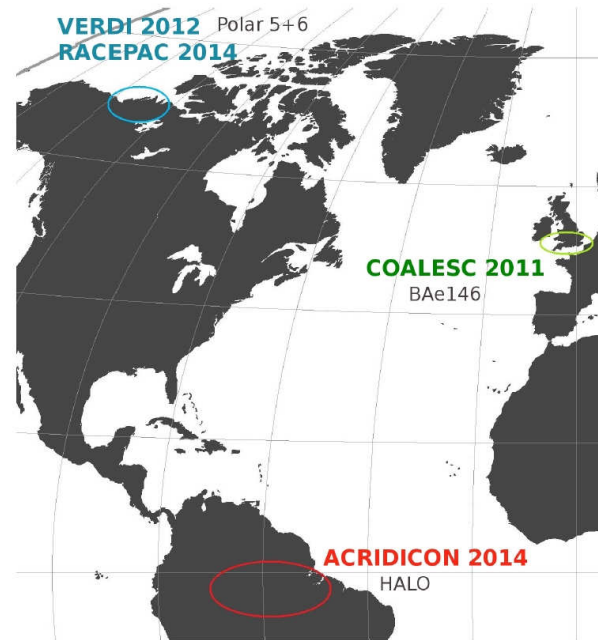 VERDI 2012 Polar 5+6
RACEPAC 2014
COALESC 2011
BAe146
ACRIDICON 2014
HALO